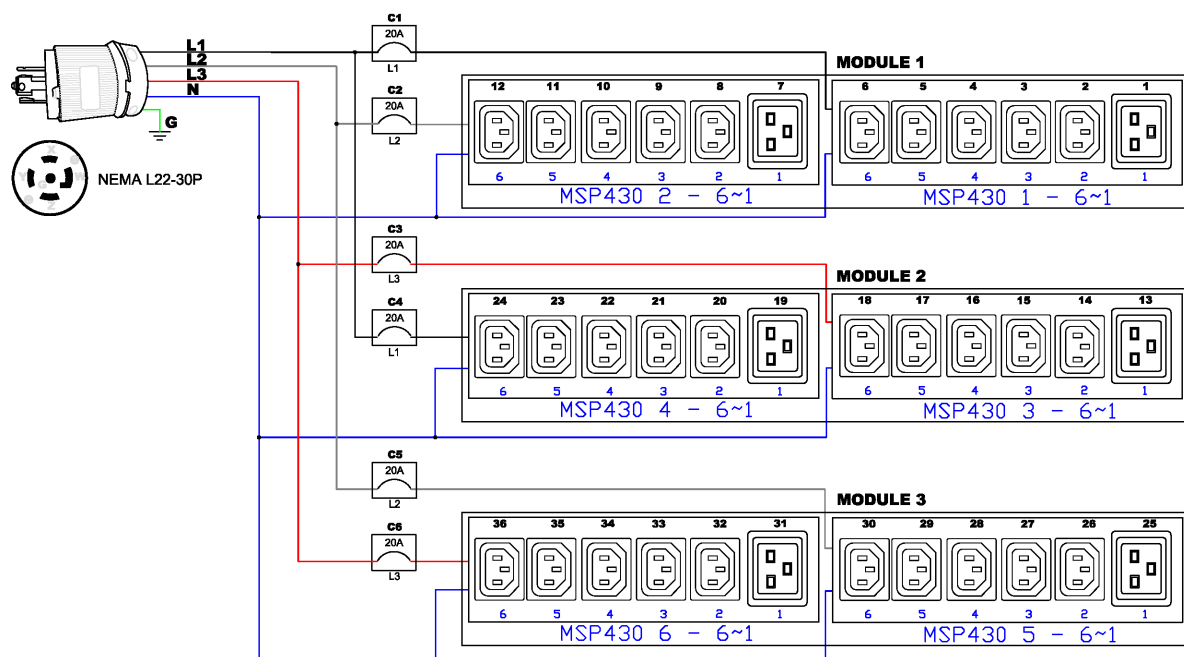 C1
20A
L1
L1
L2
L3
N
G
X
Y
W
G
Z
NEMA L22-30P
C2
20A
L2
MODULE 1
12 11 10 9 8 7
6 5 4 3 2 1
MSP430 2 - 6~1
6 5 4 3 2 1
6 5 4 3 2 1
MSP430 1 - 6~1
C3
20A
L3
C4
20A
L1
MODULE 2
24 23 22 21 20 19
6 5 4 3 2 1
MSP430 4 - 6~1
18 17 16 15 14 13
6 5 4 3 2 1
MSP430 3 - 6~1
C5
20A
L2
C6
20A
L3
MODULE 3
36 35 34 33 32 31
6 5 4 3 2 1
MSP430 6 - 6~1
30 29 28 27 26 25
6 5 4 3 2 1
MSP430 5 - 6~1